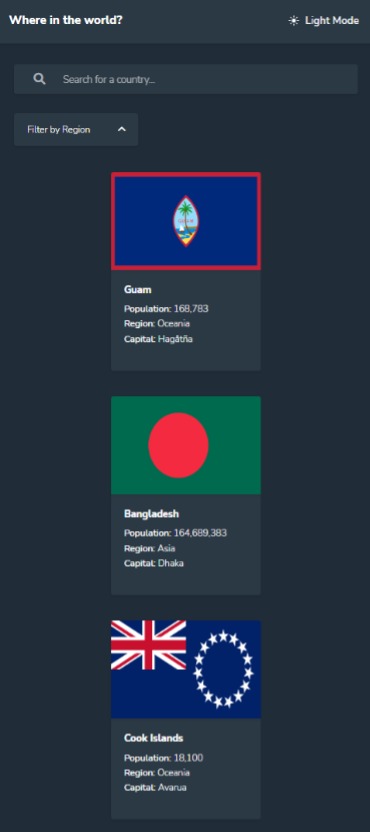 Where in the world?
Light Mode
Search for a country...
Filter by Region
Guam
Population: 168,783
Region: Oceania
Capital: Hagåtña
Bangladesh
Population: 164,689,383
Region: Asia
Capital: Dhaka
Cook Islands
Population: 18,100
Region: Oceania
Capital: Avarua